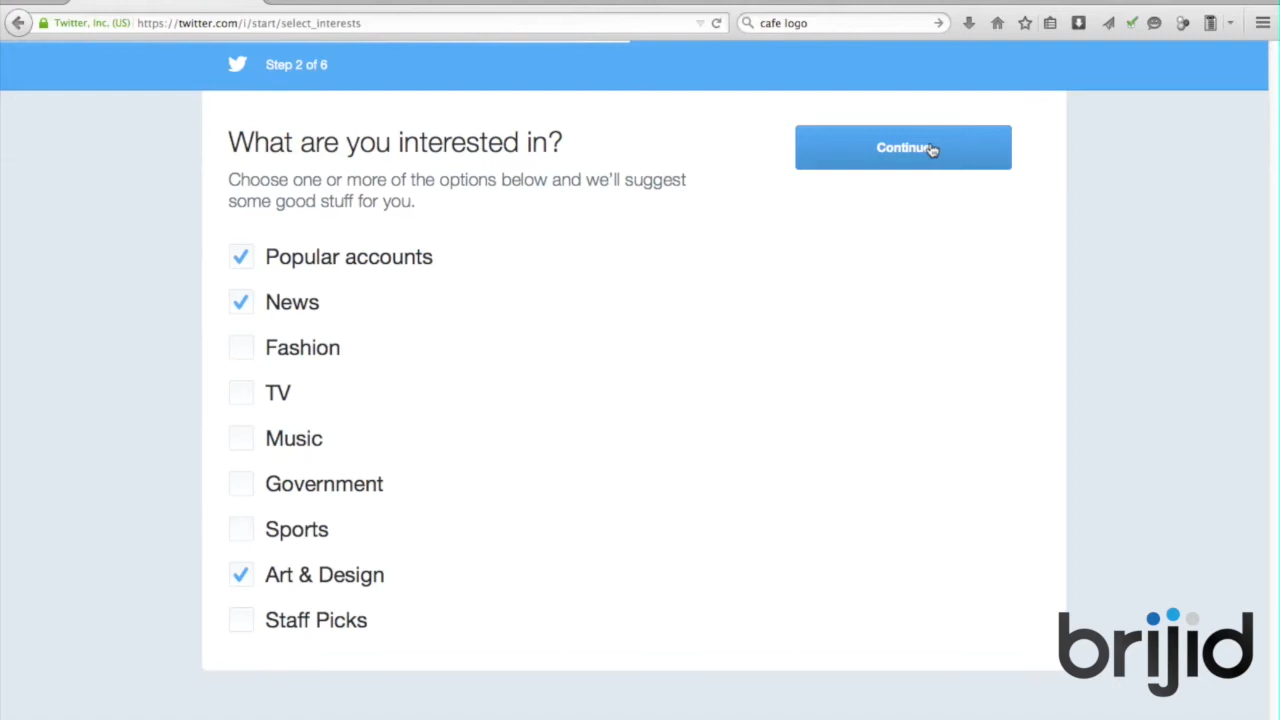 Twitter, Inc. (US) https://twitter.com/i/start/select_interests
cafe logo
Step 2 of 6
What are you interested in?
Continue
Choose one or more of the options below and we'll suggest
some good stuff for you.
Popular accounts
News
Fashion
TV
Music
Government
Sports
Art & Design
Staff Picks
brijid